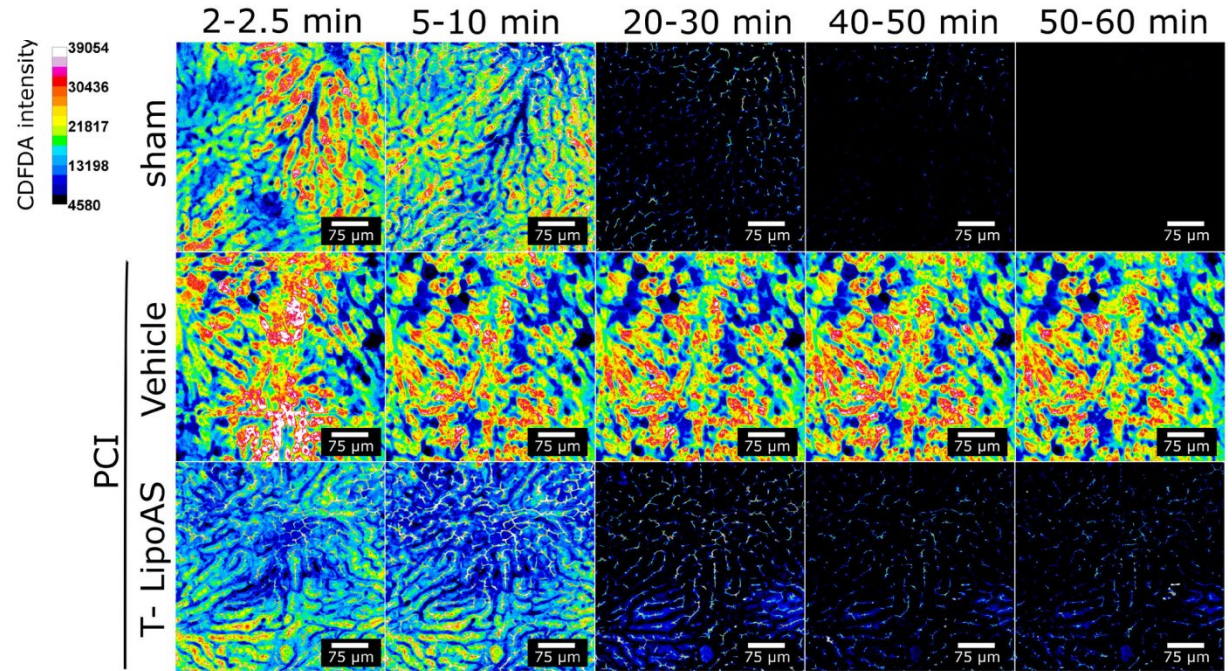 2-2.5 min 5-10 min 20-30 min 40-50 min 50-60 min
CDFDA intensity
39054
30436
21817
13198
4580
sham
75 µm 75 µm 75 µm 75 µm 75 µm
PCI
Vehicle
75 µm 75 µm 75 µm 75 µm 75 µm
T- LipoAS
75 µm 75 µm 75 µm 75 µm 75 µm